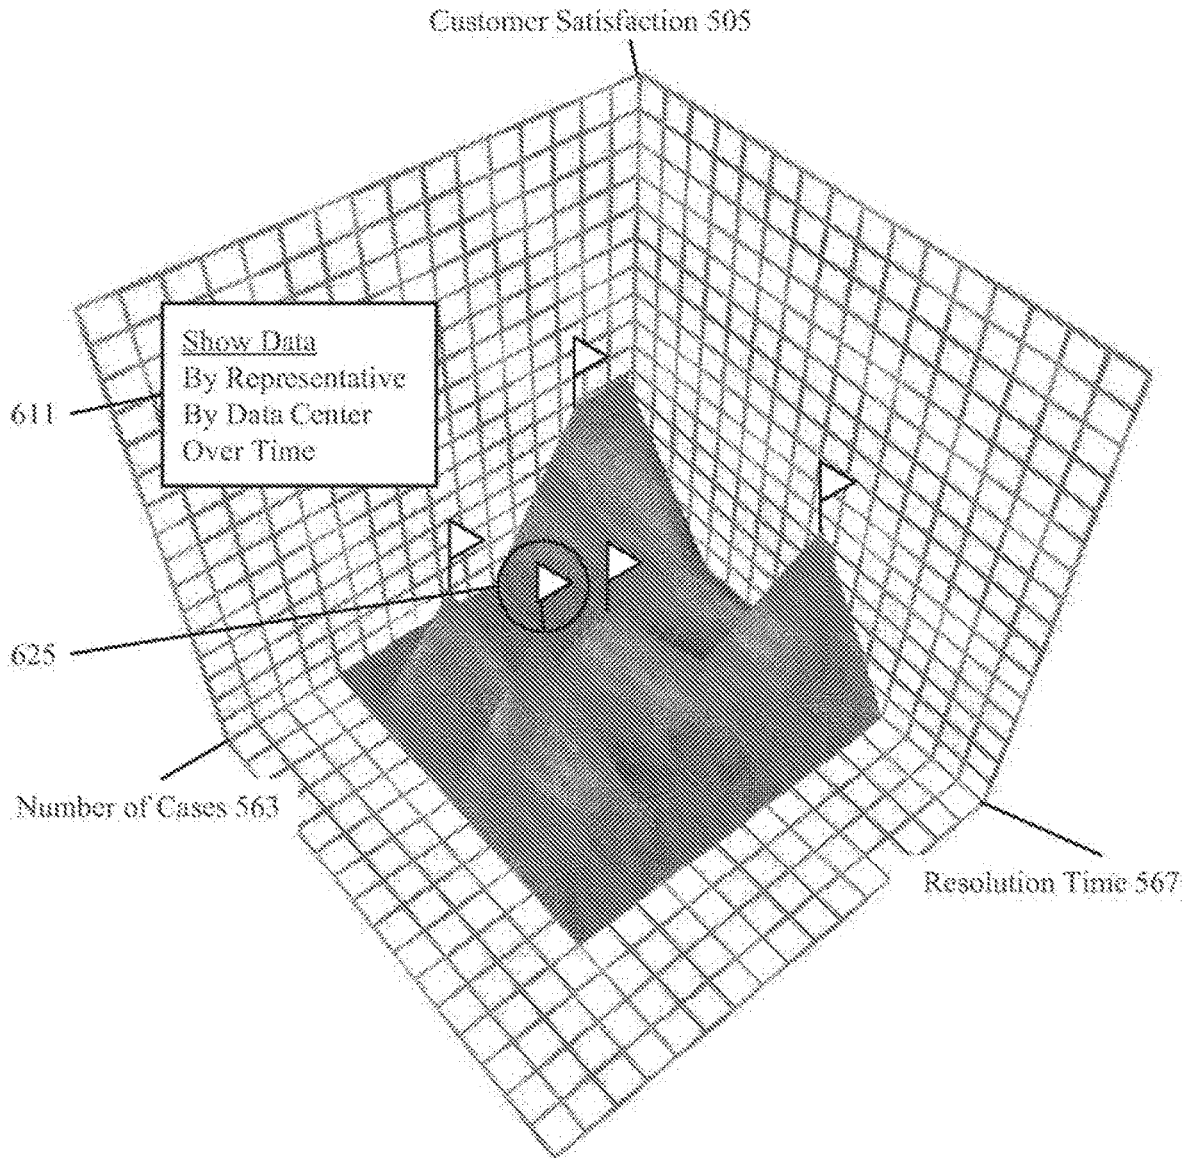 Customer Satisfaction 505
Show Data
By Representative
611
By Data Center
Over Time
625
Number of Cases 563
Resolution Time 567